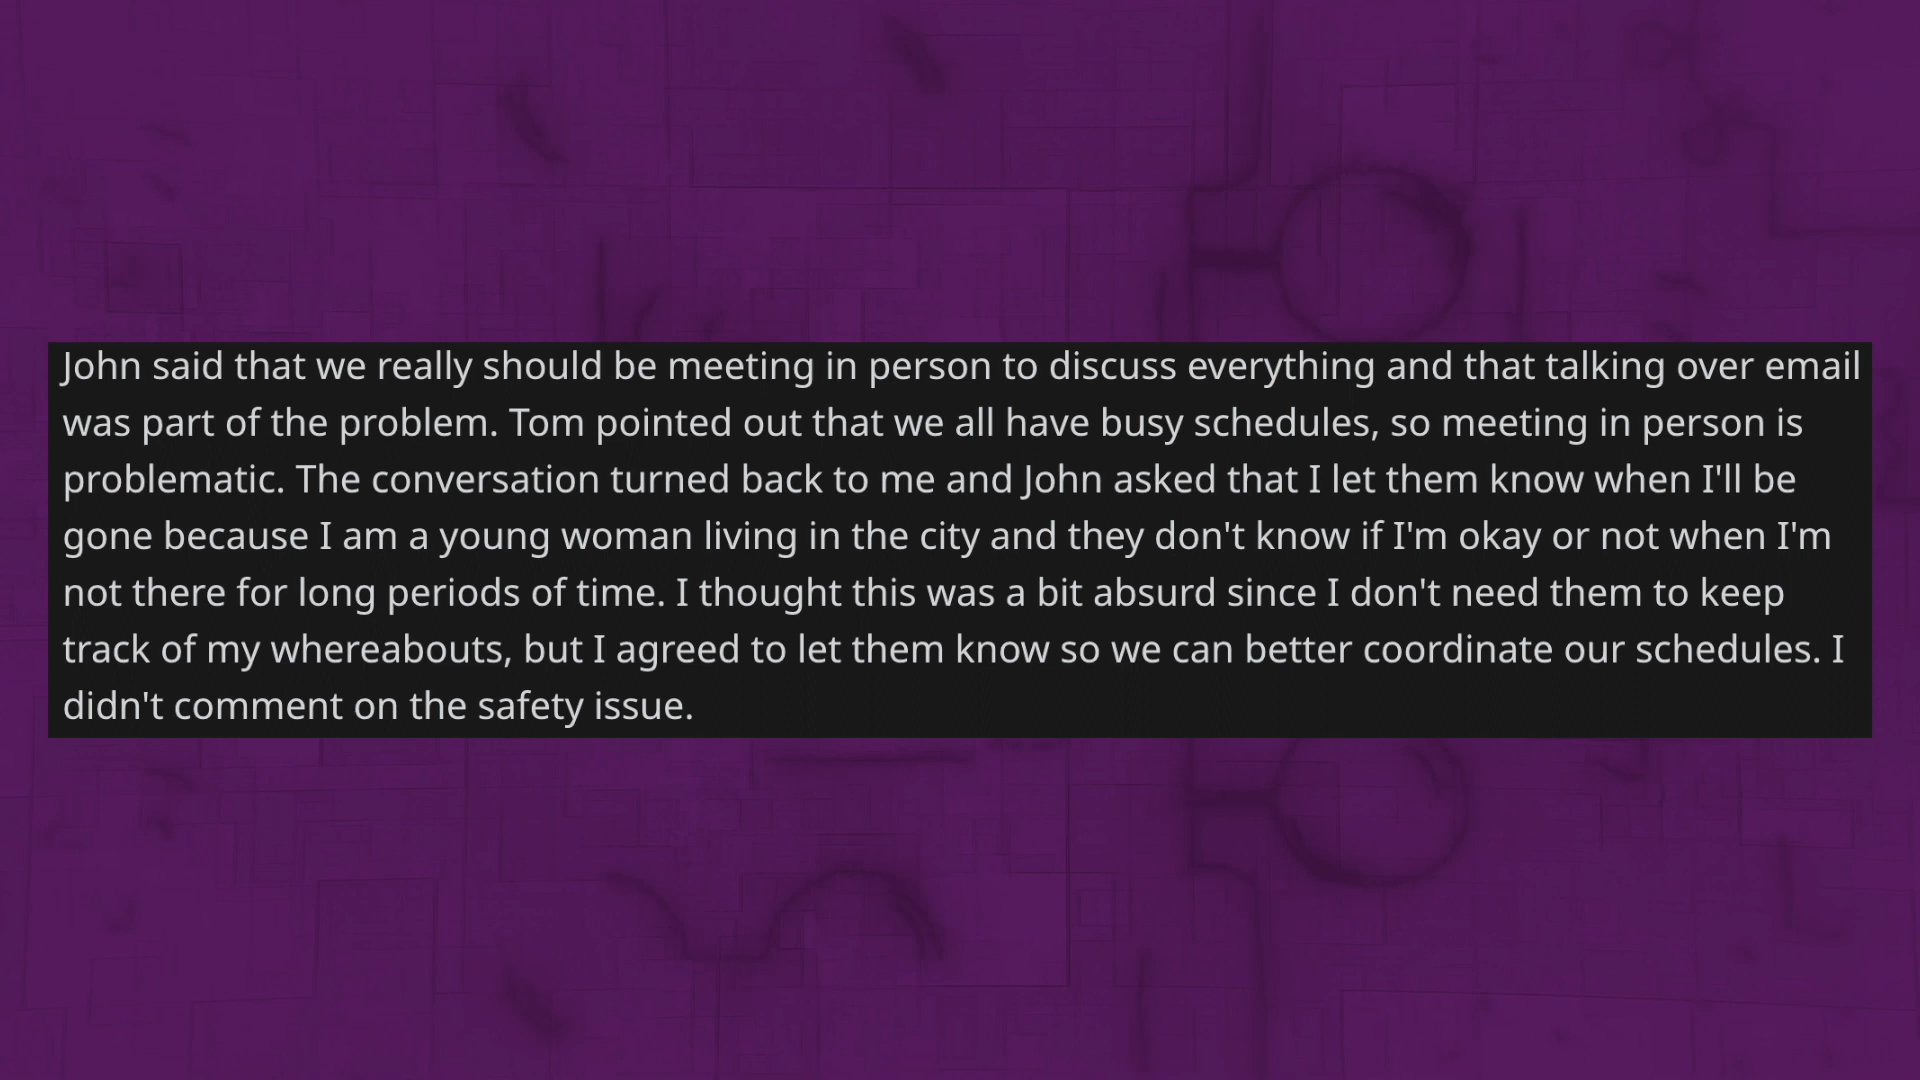 John said that we really should be meeting in person to discuss everything and that talking over email
was part of the problem. Tom pointed out that we all have busy schedules, so meeting in person is
problematic. The conversation turned back to me and John asked that I let them know when I'll be
gone because I am a young woman living in the city and they don't know if I'm okay or not when I'm
not there for long periods of time. I thought this was a bit absurd since I don't need them to keep
track of my whereabouts, but I agreed to let them know so we can better coordinate our schedules. I
didn't comment on the safety issue.